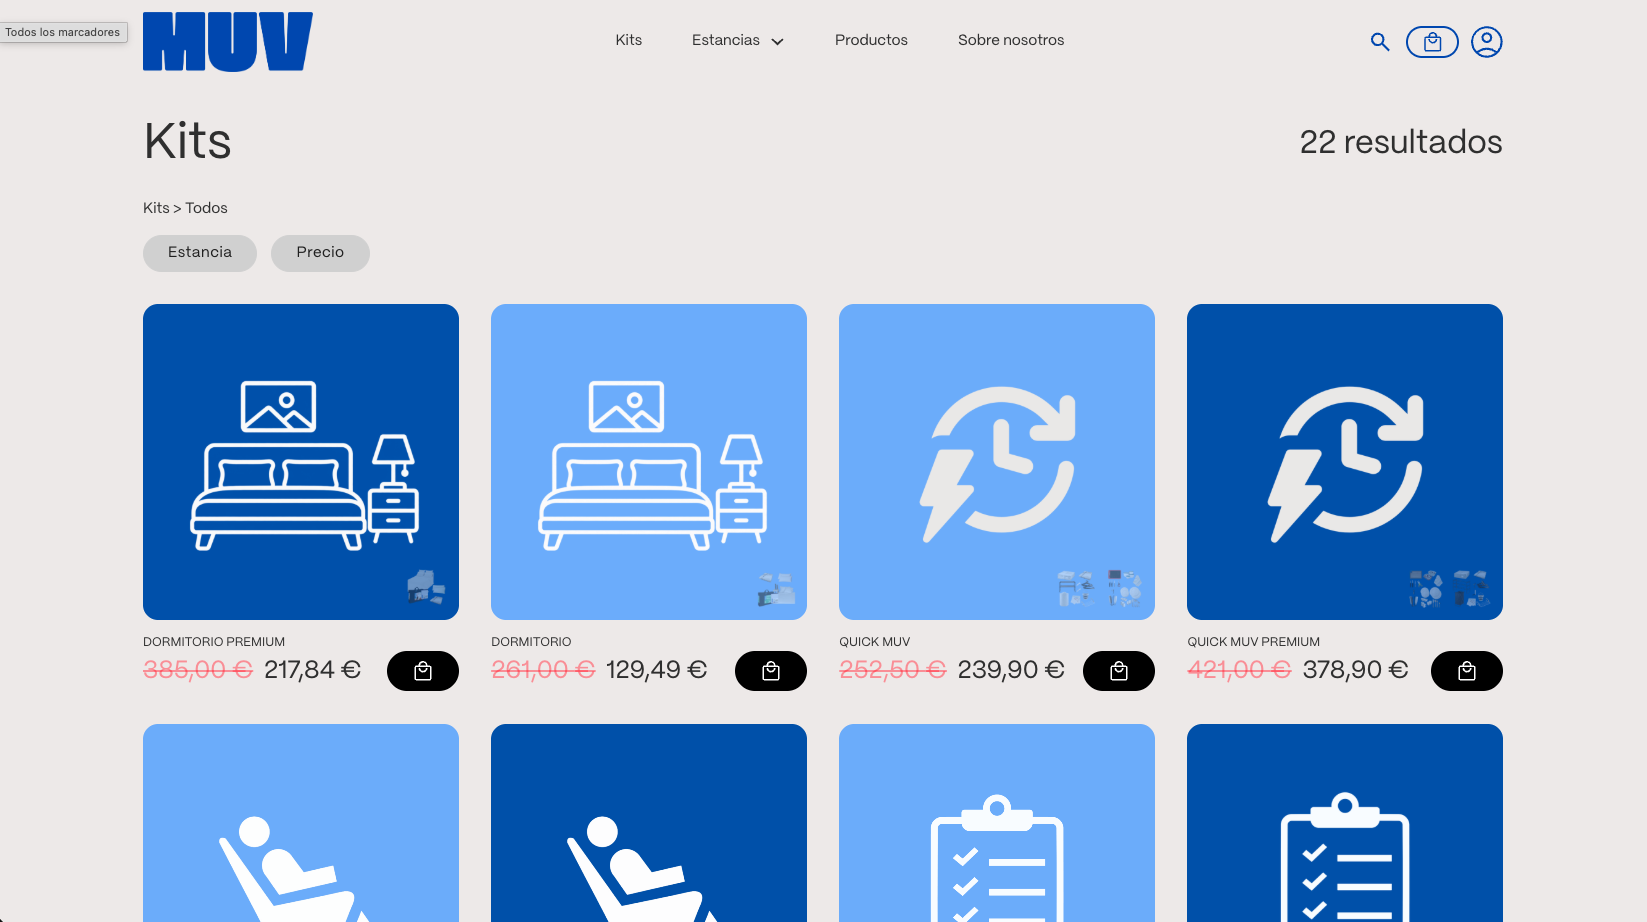 Todos los marcadores
MUV
Kits
Estancias
Productos
Sobre nosotros
Kits
22 resultados
Kits > Todos
Estancia
Precio
DORMITORIO PREMIUM
385,00 € 217,84 €
DORMITORIO
261,00 € 129,49 €
QUICK MUV
252,50 € 239,90 €
QUICK MUV PREMIUM
421,00 € 378,90 €